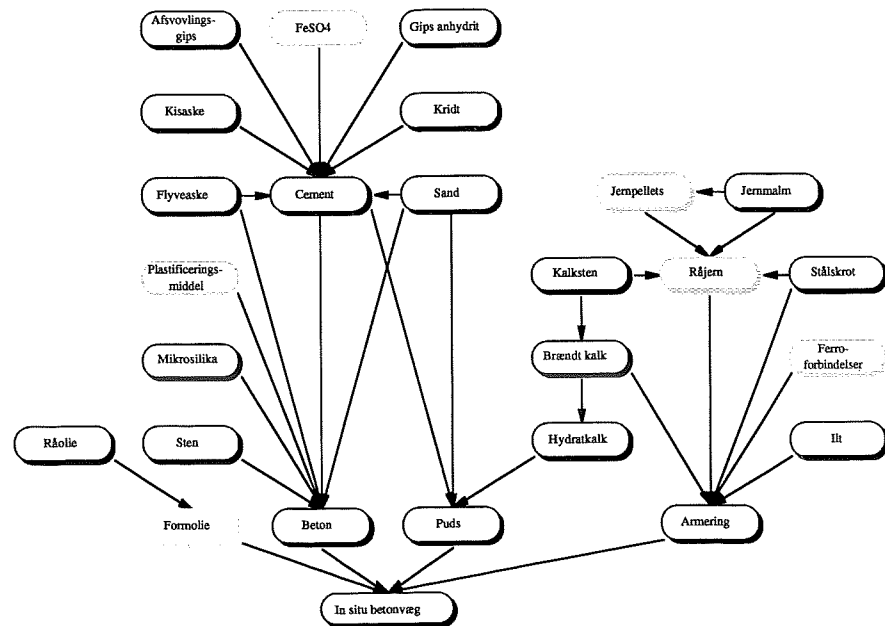 Afsvovlings-
gips
FeSO4
Gips anhydrit
Kisaske
Kridt
Flyveaske
Cement
Sand
Jernpellets
Jernmalm
Plastificerings-
middel
Kalksten
Råjern
Stålskrot
Mikrosilika
Brændt kalk
Ferro-
forbindelser
Råolie
Sten
Hydratkalk
Ilt
Formolie
Beton
Puds
Armering
In situ betonvæg